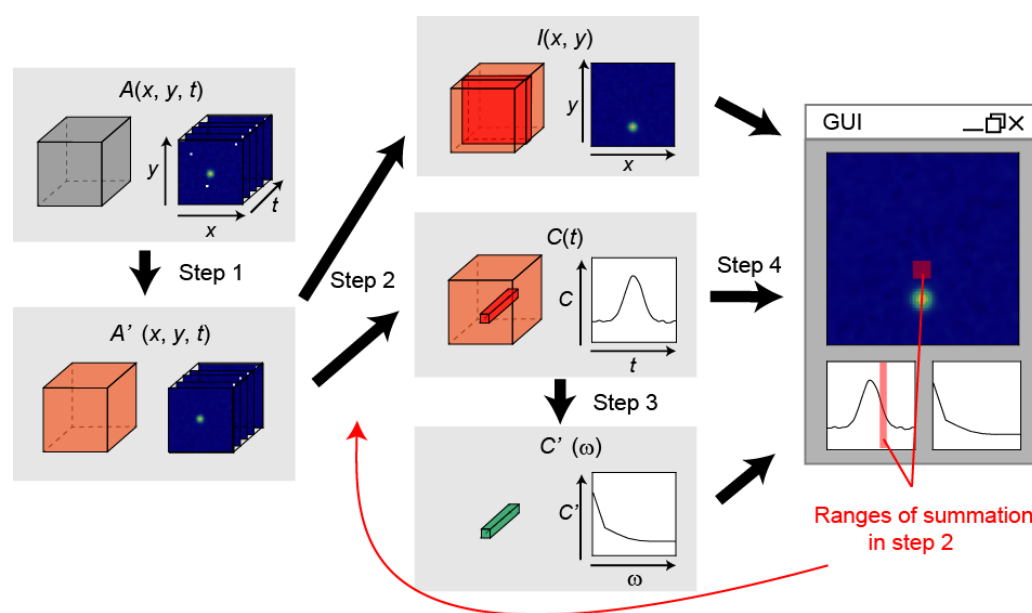 A(x, y, t)
y
x
t
Step 1
A' (x, y, t)
Step 2
I(x, y)
y
x
C(t)
C
t
Step 3
C' (ω)
C'
ω
Step 4
GUI
Ranges of summation
in step 2